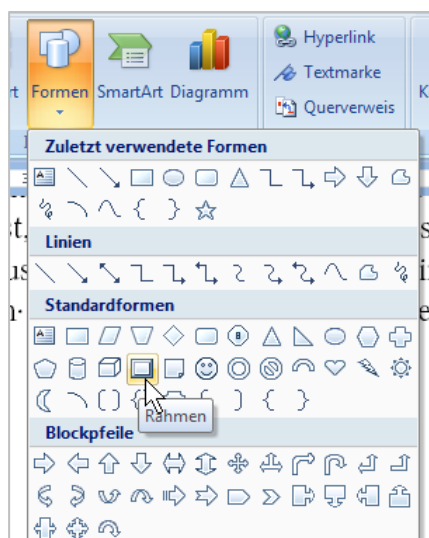 Formen SmartArt Diagramm
Hyperlink
Textmarke
Querverweis
Zuletzt verwendete Formen
Linien
Standardformen
Rahmen
Blockpfeile